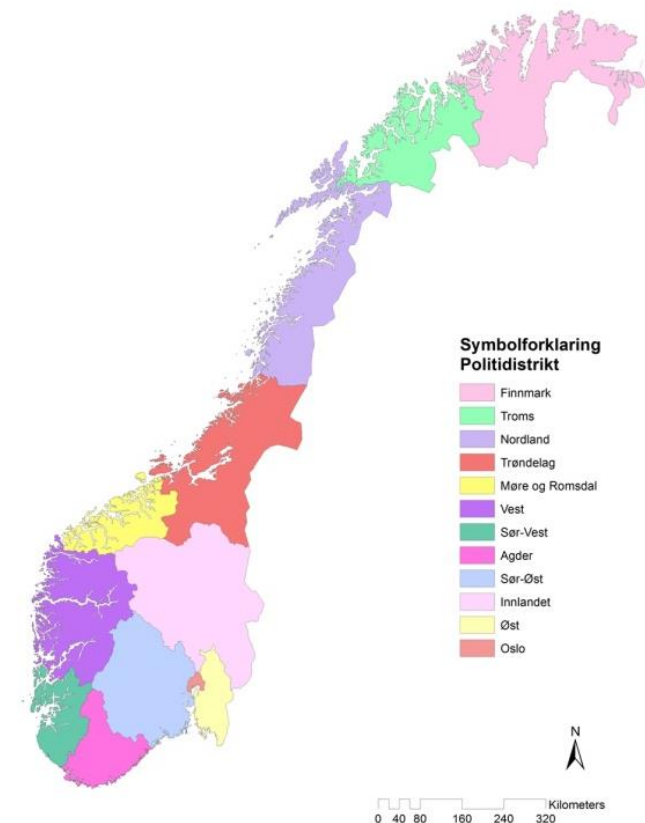 Symbolforklaring
Politidistrikt
Finnmark
Troms
Nordland
Trøndelag
Møre og Romsdal
Vest
Sør-Vest
Agder
Sør-Øst
Innlandet
Øst
Oslo
N
Kilometers
0 40 80 160 240 320